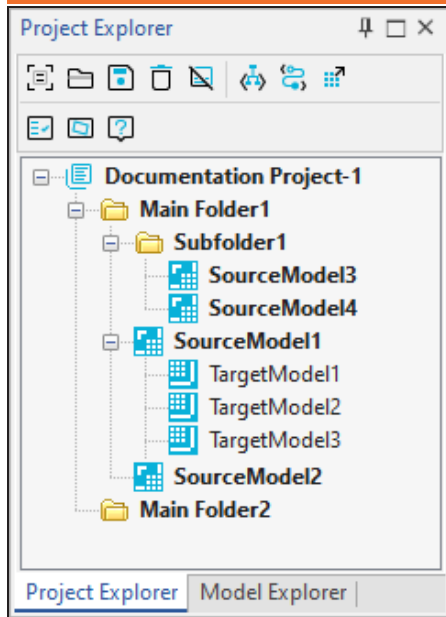 Project Explorer
Documentation Project-1
Main Folder1
Subfolder1
SourceModel3
SourceModel4
SourceModel1
TargetModel1
TargetModel2
TargetModel3
SourceModel2
Main Folder2
Project Explorer Model Explorer